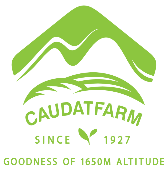 CAUDATFARM
SINCE 1927
GOODNESS OF 1650M ALTITUDE